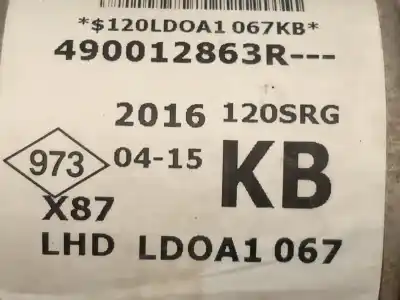 *$120LDOA1 067KB*
490012863R---
2016 120SRG
973 04-15 KB
X87
LHD LDOA1 067